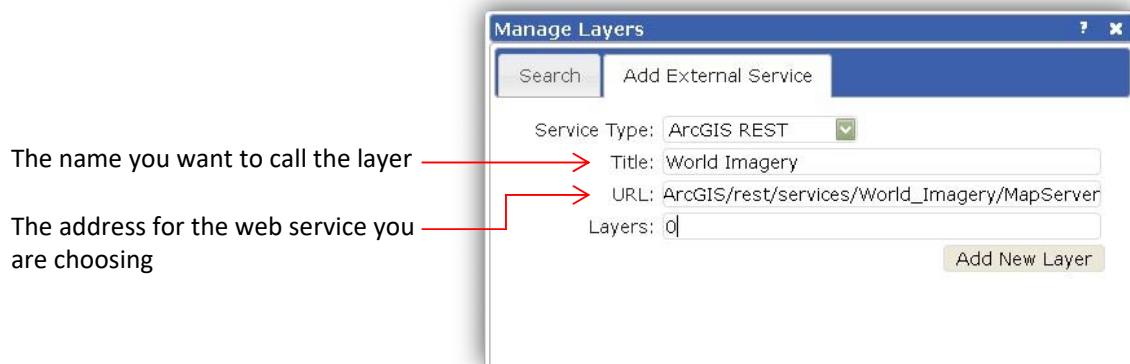 Manage Layers ? x
Search Add External Service
Service Type: ArcGIS REST
The name you want to call the layer
Title: World Imagery
URL: ArcGIS/rest/services/World_Imagery/MapServer
The address for the web service you
are choosing
Layers: 0
Add New Layer